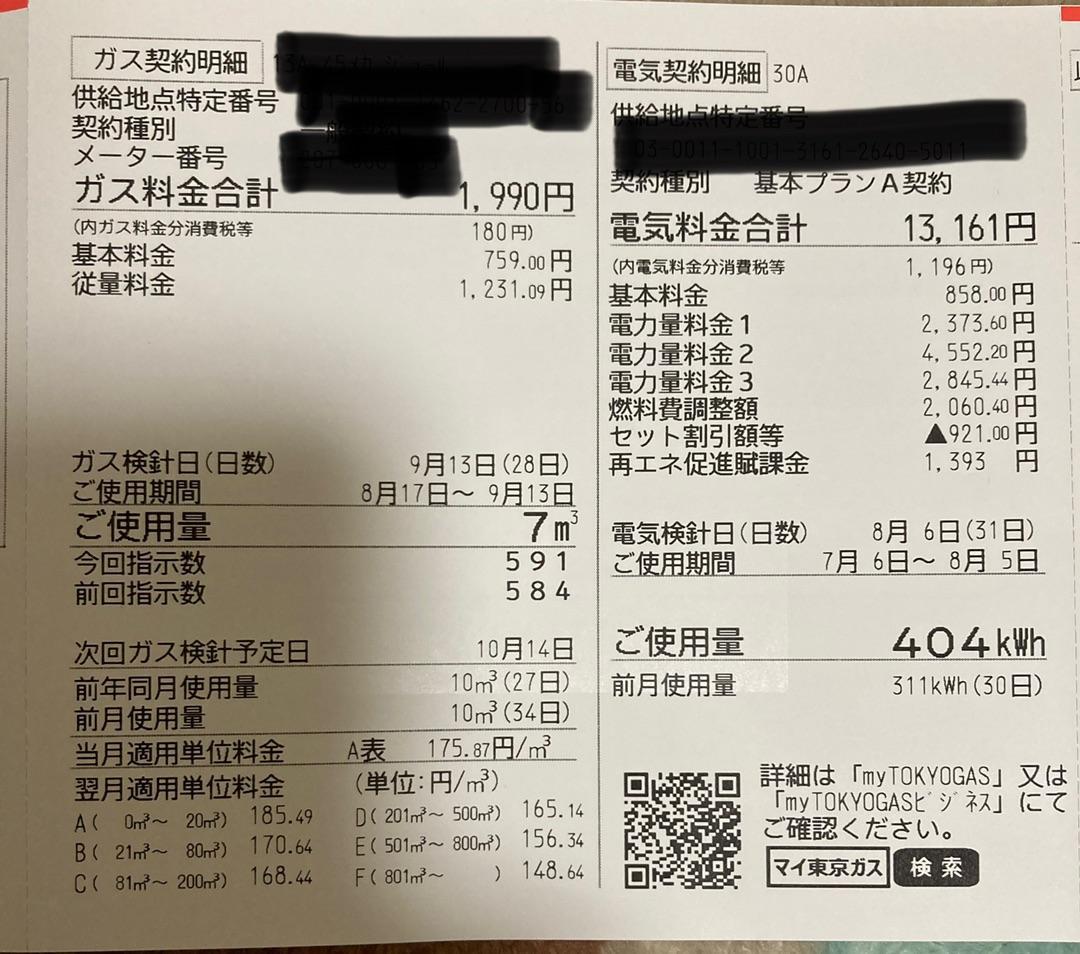 ガス契約明細
供給地点特定番号
契約種別
メーター番号
ガス料金合計 1,990円
(内ガス料金分消費税等 180円)
基本料金 759.00円
従量料金 1,231.09円
ガス検針日(日数) 9月13日(28日)
ご使用期間 8月17日～ 9月13日
ご使用量 7㎥
今回指示数 591
前回指示数 584
次回ガス検針予定日 10月14日
前年同月使用量 10㎥(27日)
前月使用量 10㎥(34日)
当月適用単位料金 A表 175.87円/㎥
翌月適用単位料金 (単位:円/㎥)
A( 0㎥～ 20㎥) 185.49 D(201㎥～ 500㎥) 165.14
B( 21㎥～ 80㎥) 170.64 E(501㎥～ 800㎥) 156.34
C( 81㎥～ 200㎥) 168.44 F(801㎥～ ) 148.64
電気契約明細 30A
供給地点特定番号
契約種別 基本プランA契約
電気料金合計 13,161円
(内電気料金分消費税等 1,196円)
基本料金 858.00円
電力量料金1 2,373.60円
電力量料金2 4,552.20円
電力量料金3 2,845.44円
燃料費調整額 2,060.40円
セット割引額等 ▲921.00円
再エネ促進賦課金 1,393 円
電気検針日(日数) 8月 6日(31日)
ご使用期間 7月 6日～ 8月 5日
ご使用量 404kWh
前月使用量 311kWh(30日)
詳細は「myTOKYOGAS」又は
「myTOKYOGASﾋﾞｼﾞﾈｽ」にて
ご確認ください。
マイ東京ガス 検索